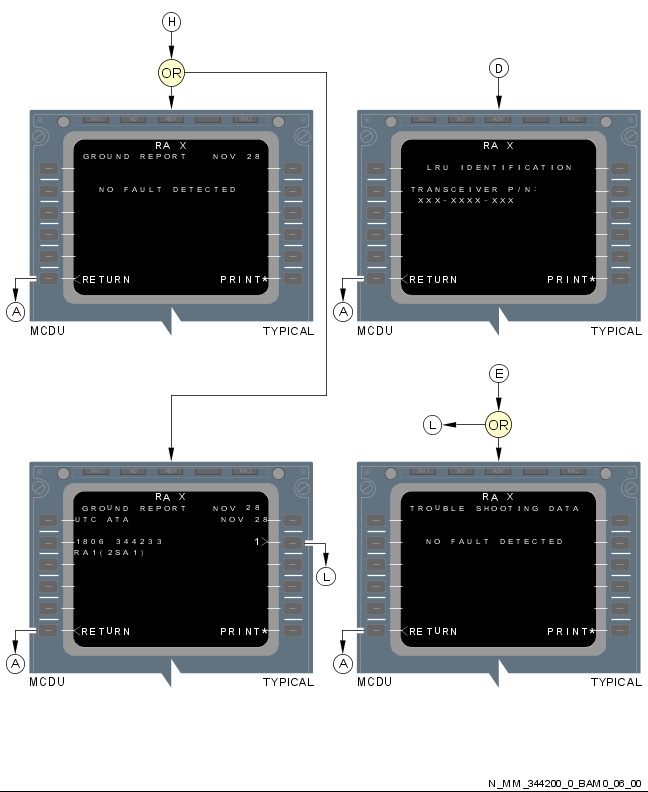 H
OR
D
RA X
GROUND REPORT NOV 28
NO FAULT DETECTED
<RETURN PRINT*
A
MCDU TYPICAL
RA X
LRU IDENTIFICATION
TRANSCEIVER P/N:
XXX-XXXX-XXX
<RETURN PRINT*
A
MCDU TYPICAL
E
L
OR
RA X
GROUND REPORT NOV 28
UTC ATA NOV 28
1806 344233 1>
RA1(2SA1)
L
<RETURN PRINT*
A
MCDU TYPICAL
RA X
TROUBLE SHOOTING DATA
NO FAULT DETECTED
<RETURN PRINT*
A
MCDU TYPICAL
N_MM_344200_0_BAM0_06_00